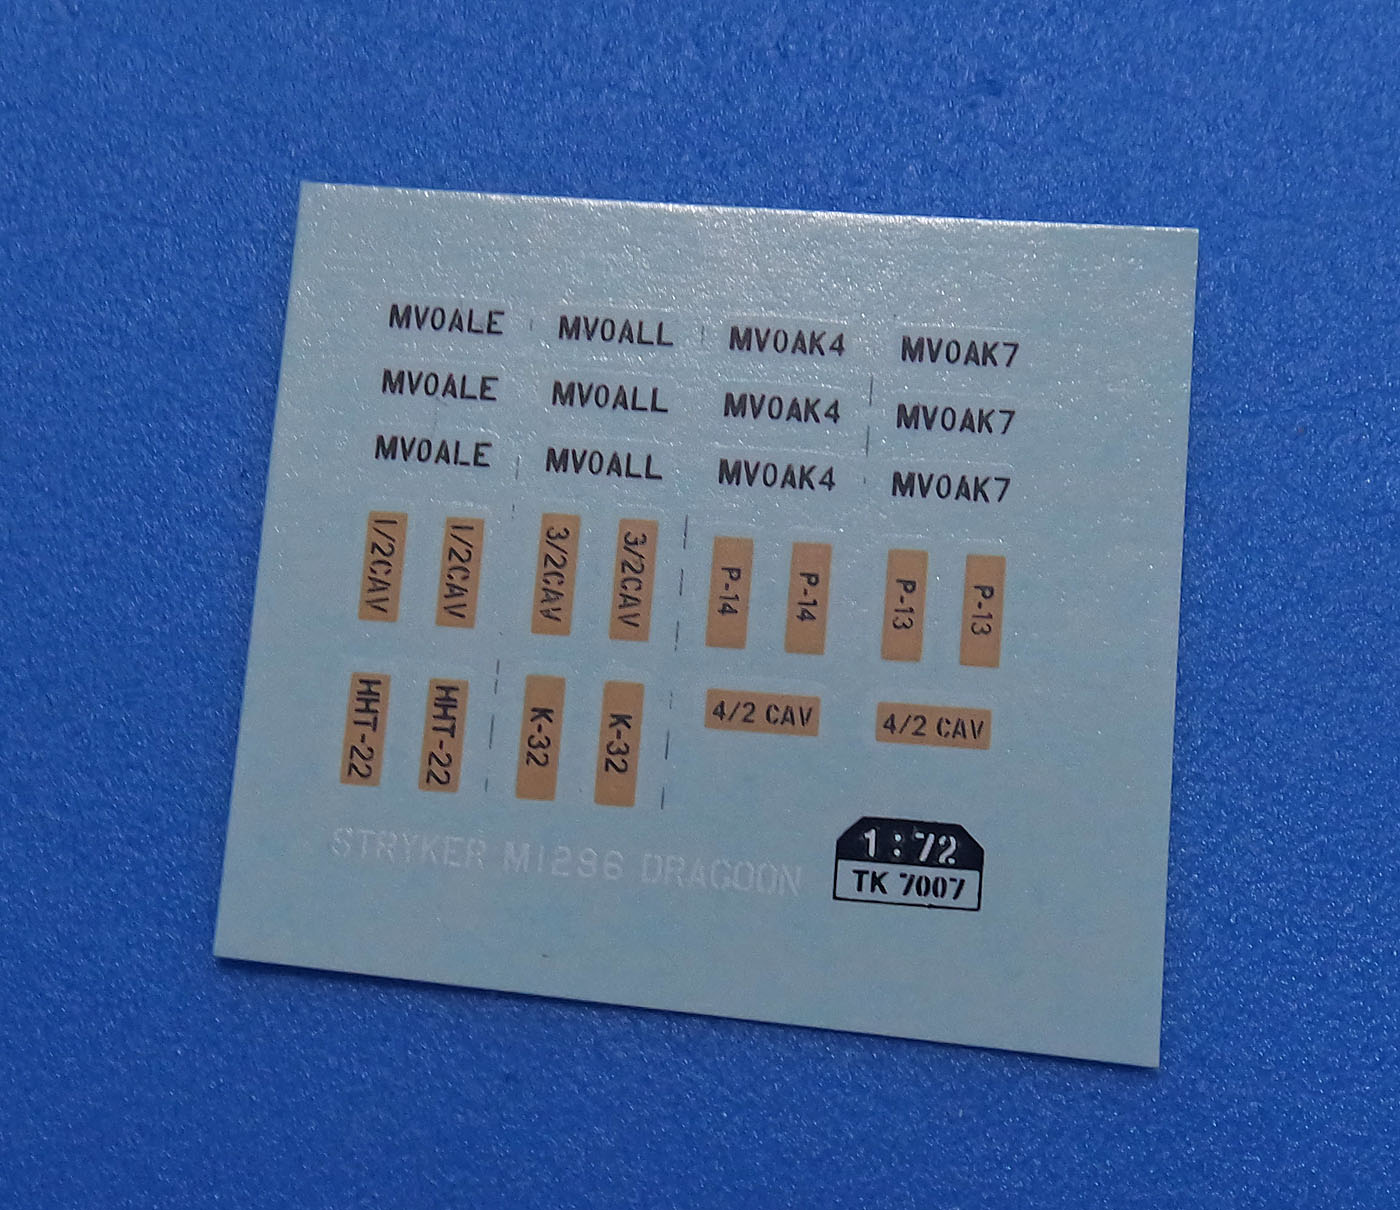 MV0ALE MV0ALL MV0AK4 MV0AK7
MV0ALE MV0ALL MV0AK4 MV0AK7
MV0ALE MV0ALL MV0AK4 MV0AK7
1/2CAV 1/2CAV 3/2CAV 3/2CAV P-14 P-14 P-13 P-13
HHT-22 HHT-22 K-32 K-32 4/2 CAV 4/2 CAV
STRYKER M1296 DRAGOON
1:72
TK 7007